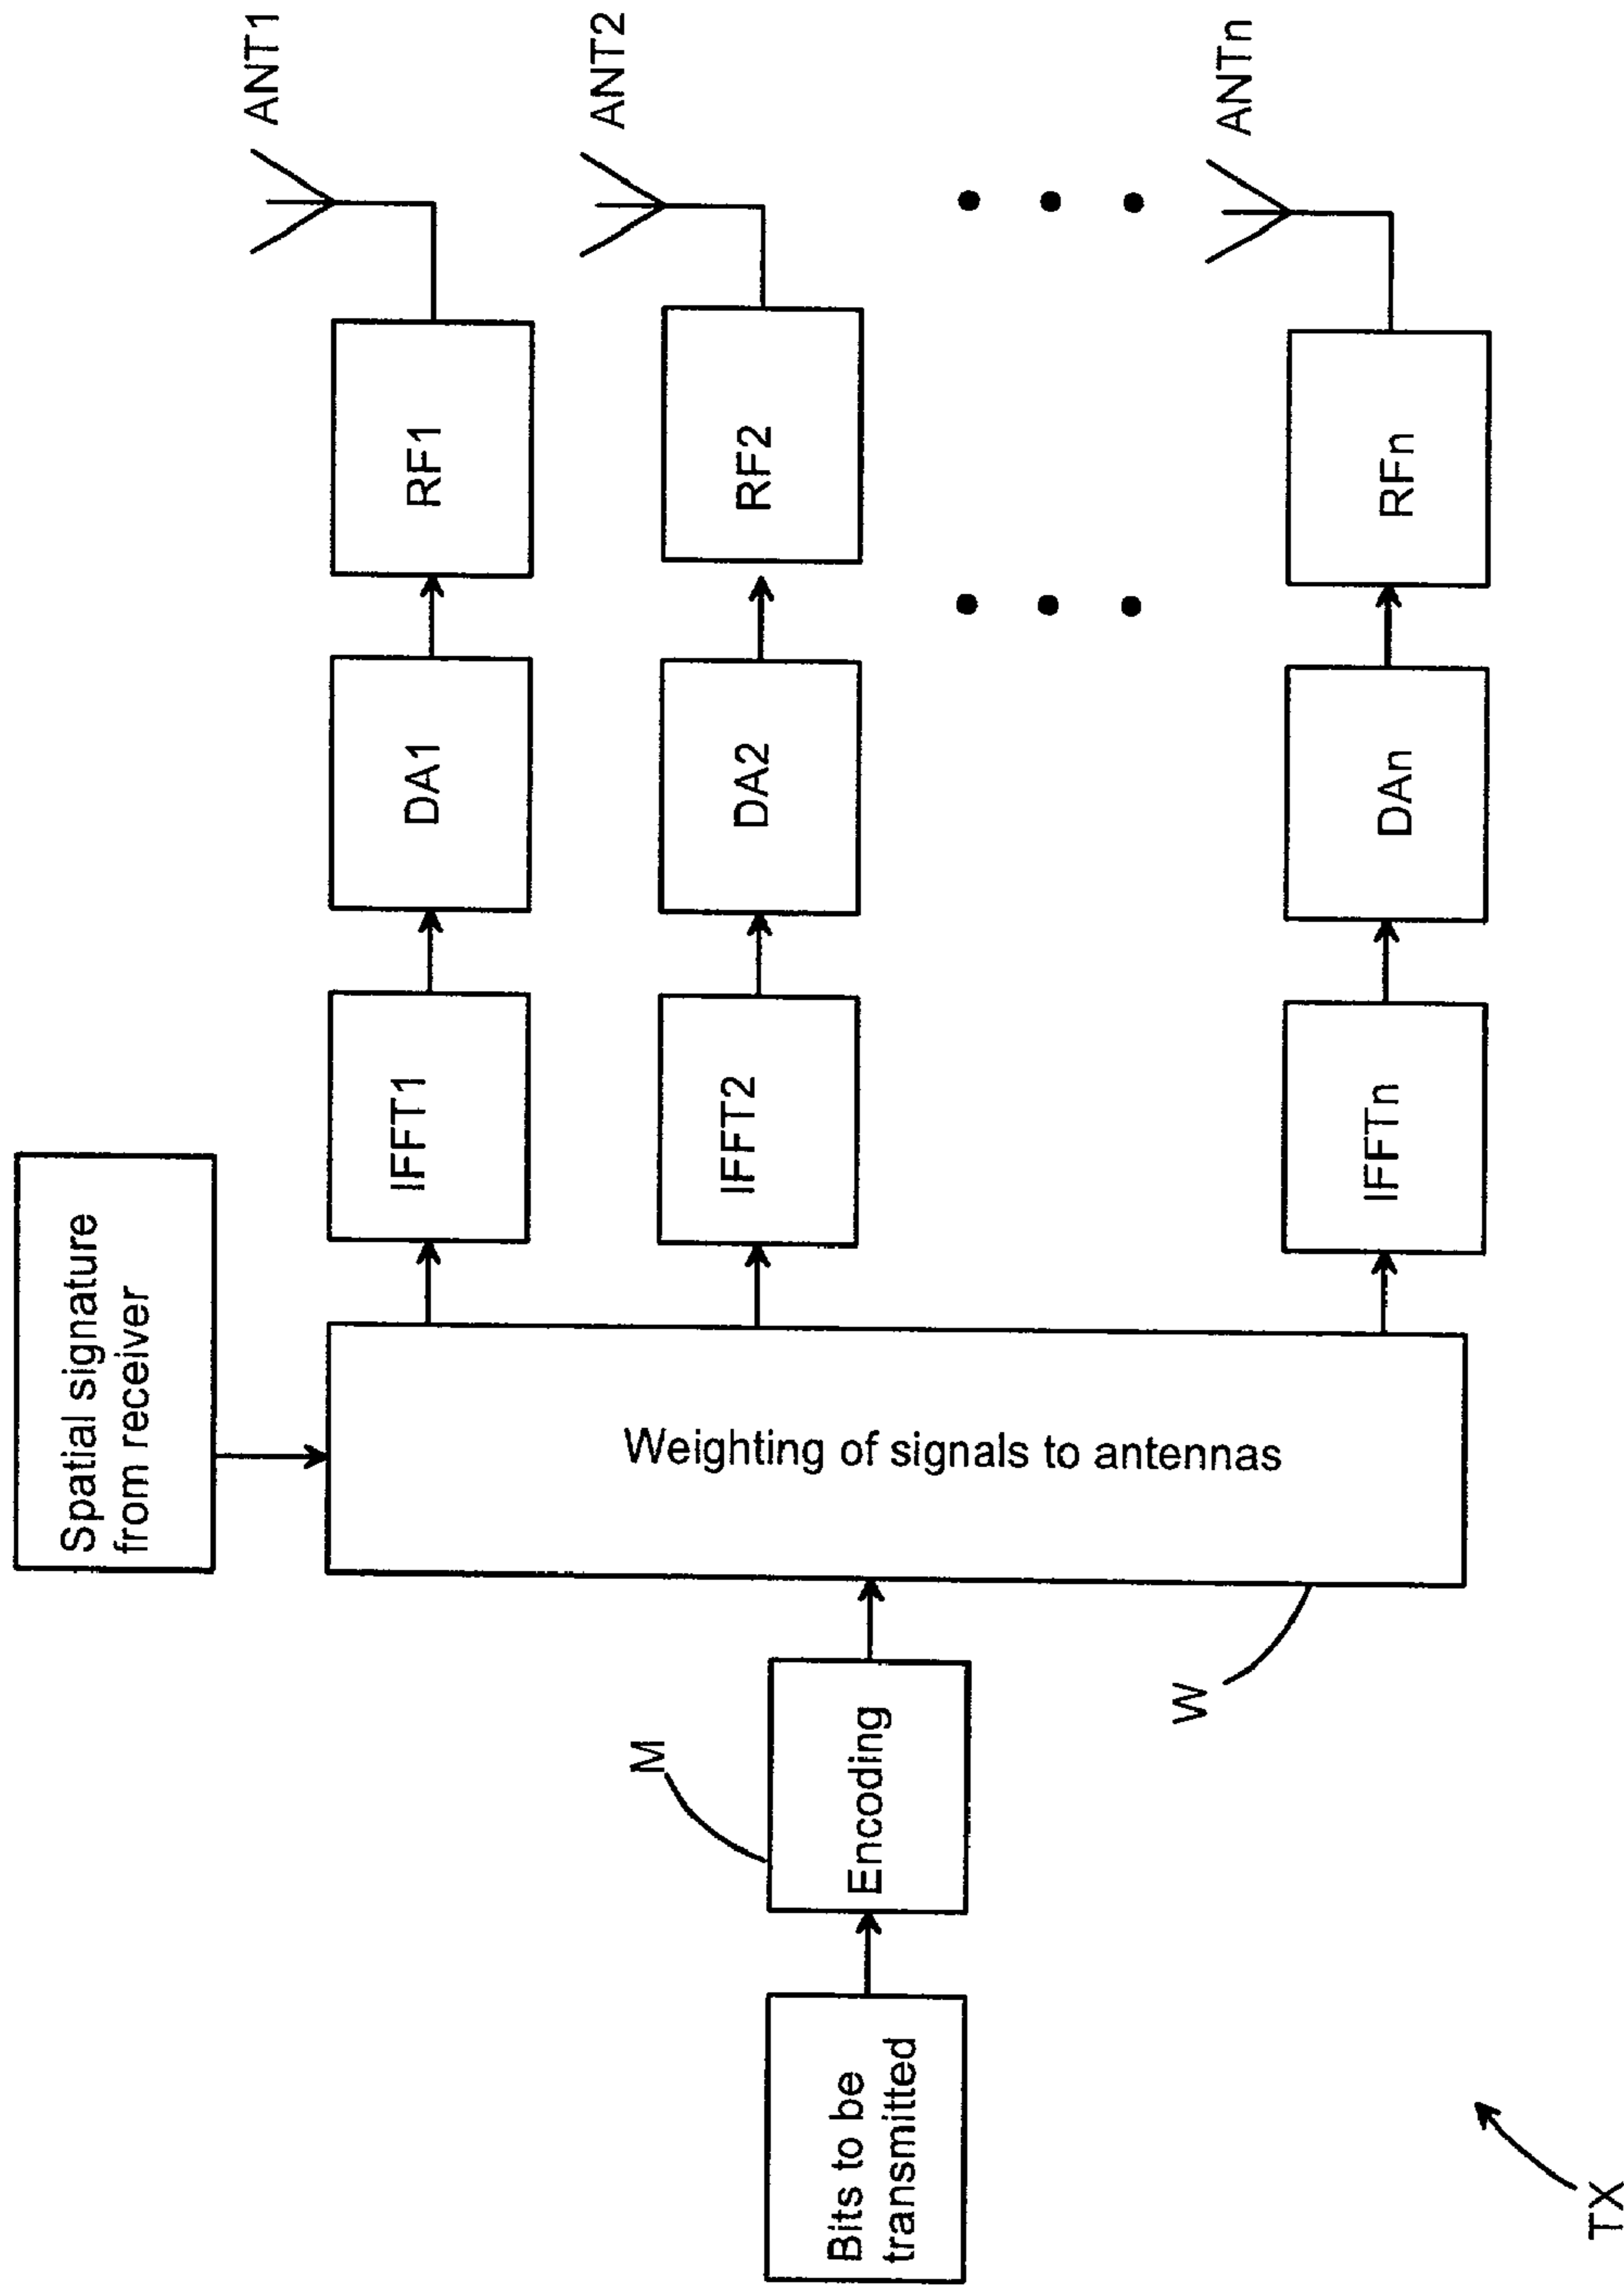 Spatial signature
from receiver
ANT1
IFFT1
DA1
RF1
ANT2
IFFT2
DA2
RF2
ANTn
IFFTn
DAn
RFn
Weighting of signals to antennas
W
M
Encoding
Bits to be
transmitted
TX